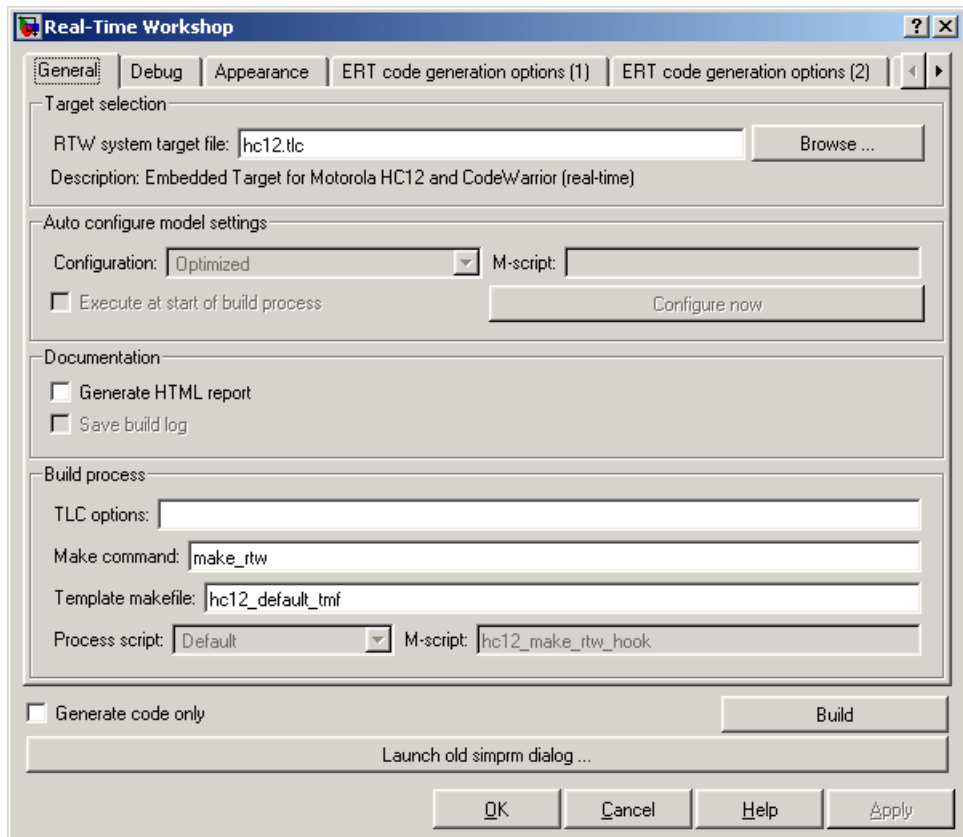 Real-Time Workshop
General Debug Appearance ERT code generation options (1) ERT code generation options (2)
Target selection
RTW system target file: hc12.tlc Browse ...
Description: Embedded Target for Motorola HC12 and CodeWarrior (real-time)
Auto configure model settings
Configuration: Optimized M-script:
Execute at start of build process Configure now
Documentation
Generate HTML report
Save build log
Build process
TLC options:
Make command: make_rtw
Template makefile: hc12_default_tmf
Process script: Default M-script: hc12_make_rtw_hook
Generate code only Build
Launch old simprm dialog ...
OK Cancel Help Apply